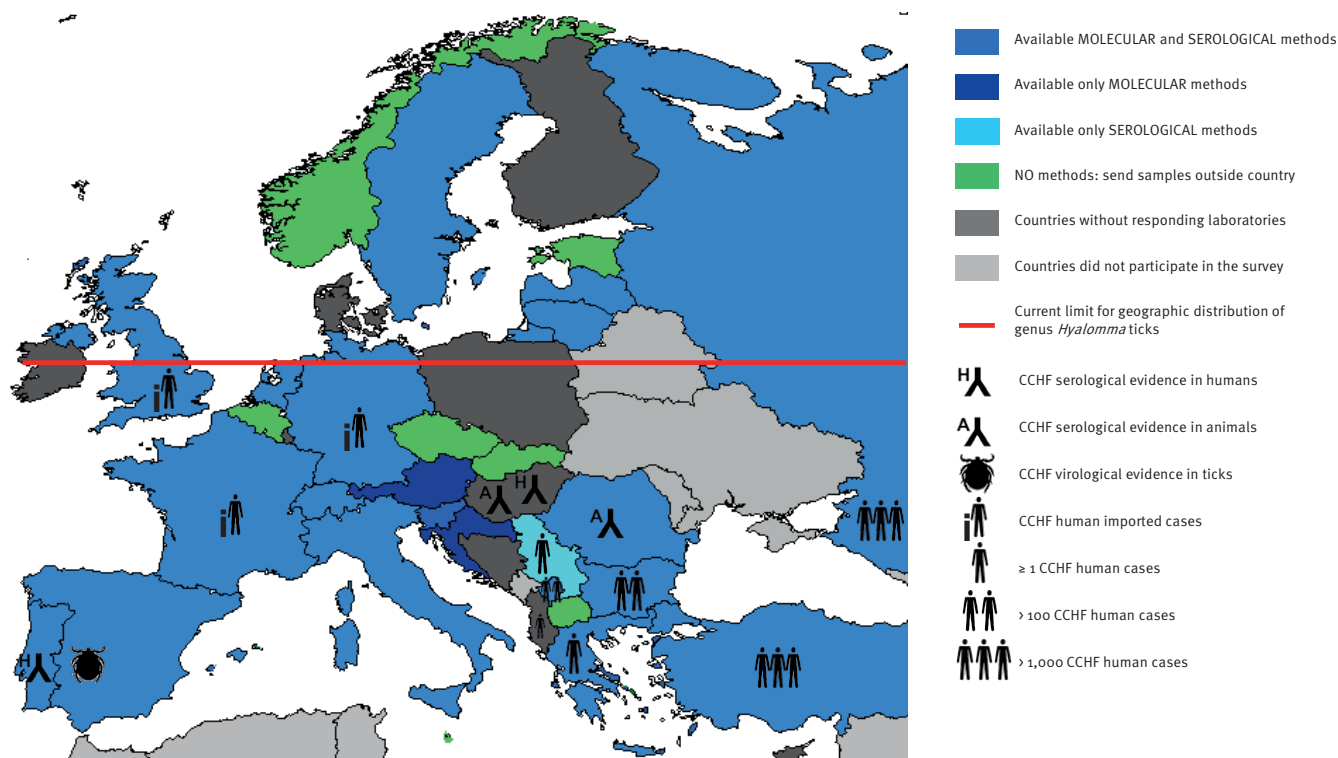 Available MOLECULAR and SEROLOGICAL methods
Available only MOLECULAR methods
Available only SEROLOGICAL methods
NO methods: send samples outside country
Countries without responding laboratories
Countries did not participate in the survey
Current limit for geographic distribution of
genus Hyalomma ticks
H
CCHF serological evidence in humans
A
CCHF serological evidence in animals
CCHF virological evidence in ticks
i
CCHF human imported cases
≥ 1 CCHF human cases
> 100 CCHF human cases
> 1,000 CCHF human cases
i
i
i
A
H
A
H